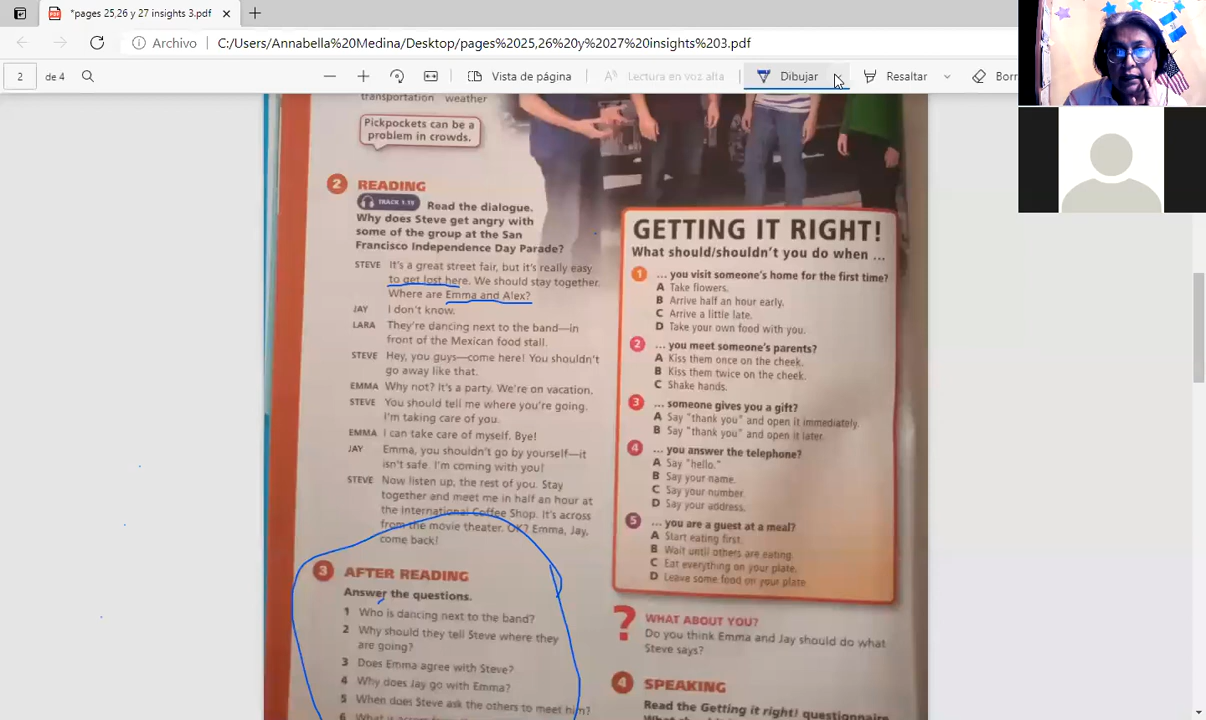 *pages 25,26 y 27 insights 3.pdf
Archivo
C:/Users/Annabella%20Medina/Desktop/pages%2025,26%20y%2027%20insights%203.pdf
2
de 4
Vista de página
Lectura en voz alta
Dibujar
Resaltar
Borr
transportation weather
Pickpockets can be a
problem in crowds.
2 READING
TRACK 1.19 Read the dialogue.
Why does Steve get angry with
some of the group at the San
Francisco Independence Day Parade?
STEVE It's a great street fair, but it's really easy
to get lost here. We should stay together.
Where are Emma and Alex?
JAY I don't know.
LARA They're dancing next to the band—in
front of the Mexican food stall.
STEVE Hey, you guys—come here! You shouldn't
go away like that.
EMMA Why not? It's a party. We're on vacation.
STEVE You should tell me where you're going.
I'm taking care of you.
EMMA I can take care of myself. Bye!
JAY Emma, you shouldn't go by yourself—it
isn't safe. I'm coming with you!
STEVE Now listen up, the rest of you. Stay
together and meet me in half an hour at
the International Coffee Shop. It's across
from the movie theater. OK? Emma, Jay,
come back!
3 AFTER READING
Answer the questions.
1 Who is dancing next to the band?
2 Why should they tell Steve where they
are going?
3 Does Emma agree with Steve?
4 Why does Jay go with Emma?
5 When does Steve ask the others to meet him?
6
GETTING IT RIGHT!
What should/shouldn't you do when ...
1 ... you visit someone's home for the first time?
A Take flowers.
B Arrive half an hour early.
C Arrive a little late.
D Take your own food with you.
2 ... you meet someone's parents?
A Kiss them once on the cheek.
B Kiss them twice on the cheek.
C Shake hands.
3 ... someone gives you a gift?
A Say "thank you" and open it immediately.
B Say "thank you" and open it later.
4 ... you answer the telephone?
A Say "hello."
B Say your name.
C Say your number.
D Say your address.
5 ... you are a guest at a meal?
A Start eating first.
B Wait until others are eating.
C Eat everything on your plate.
D Leave some food on your plate.
? WHAT ABOUT YOU?
Do you think Emma and Jay should do what
Steve says?
4 SPEAKING
Read the Getting it right! questionnaire